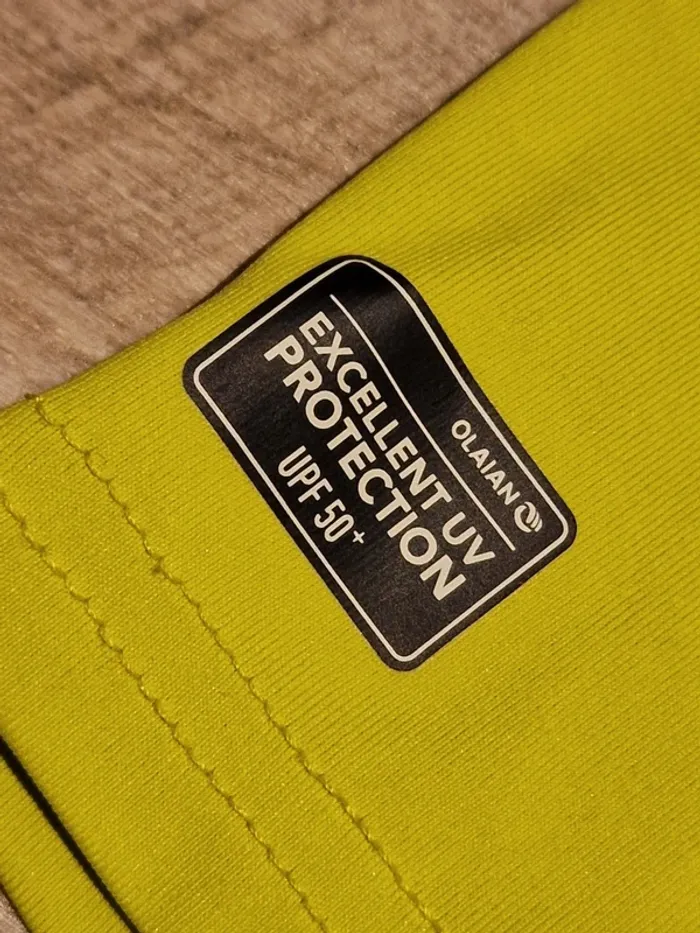 OLAIAN
EXCELLENT UV
PROTECTION
UPF 50+